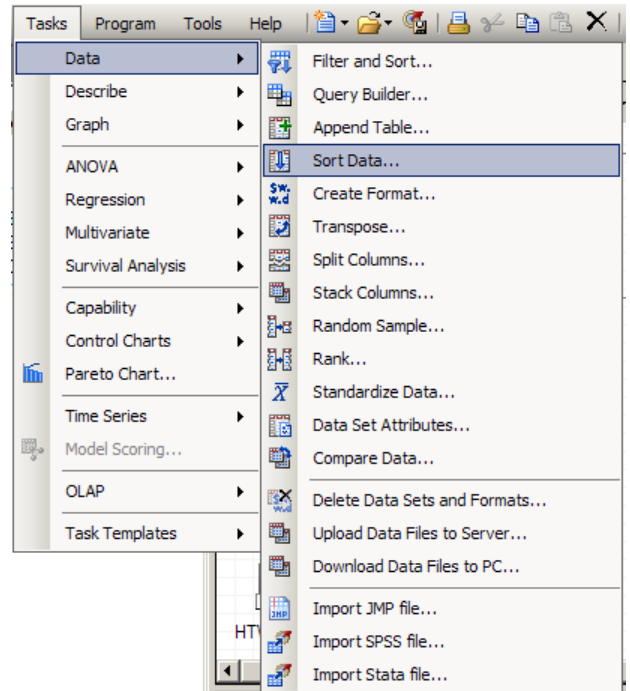 Tasks Program Tools Help
Data
Describe
Graph
ANOVA
Regression
Multivariate
Survival Analysis
Capability
Control Charts
Pareto Chart...
Time Series
Model Scoring...
OLAP
Task Templates
Filter and Sort...
Query Builder...
Append Table...
Sort Data...
Create Format...
Transpose...
Split Columns...
Stack Columns...
Random Sample...
Rank...
Standardize Data...
Data Set Attributes...
Compare Data...
Delete Data Sets and Formats...
Upload Data Files to Server...
Download Data Files to PC...
Import JMP file...
Import SPSS file...
Import Stata file...